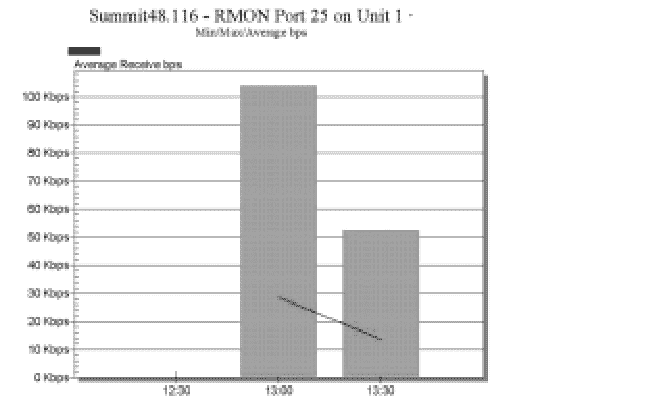 Summit48.116 - RMON Port 25 on Unit 1 -
Min/Max/Average bps
Average Receive bps
100 Kbps
90 Kbps
80 Kbps
70 Kbps
60 Kbps
50 Kbps
40 Kbps
30 Kbps
20 Kbps
10 Kbps
0 Kbps
12:30 13:00 13:30